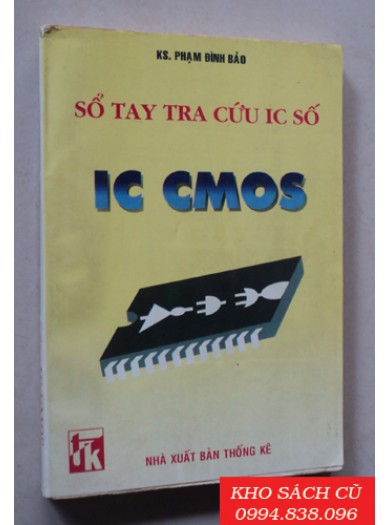 KS. PHẠM ĐÌNH BẢO
SỔ TAY TRA CỨU IC SỐ
IC CMOS
tk
NHÀ XUẤT BẢN THỐNG KÊ
KHO SÁCH CŨ
0994.838.096